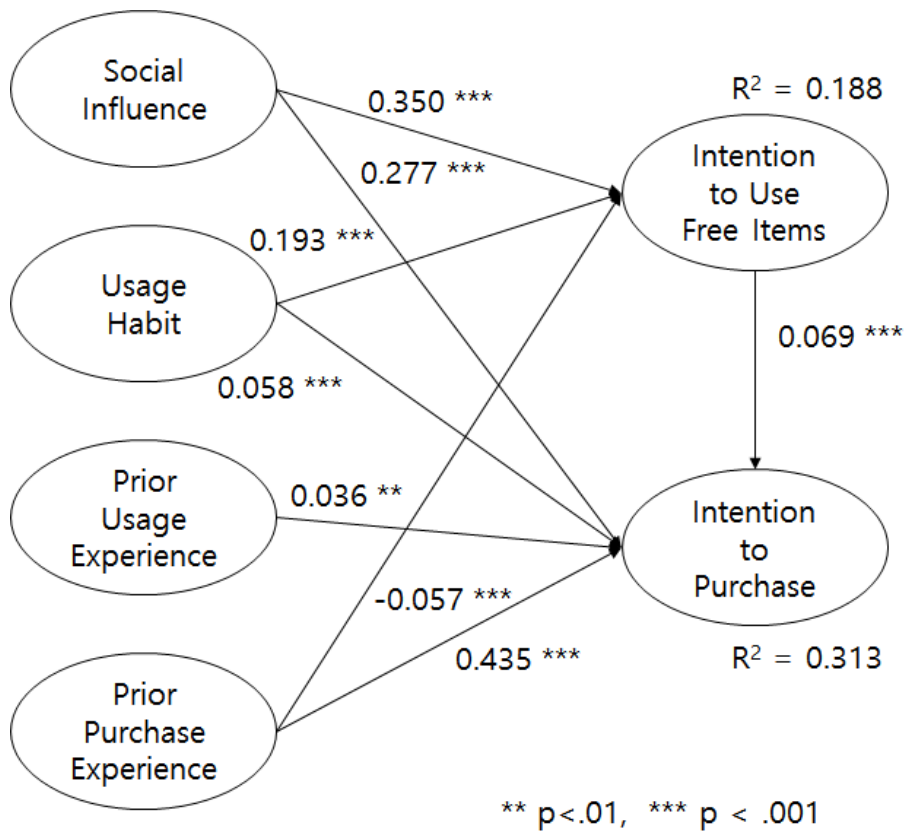 Social
Influence
0.350 ***
R² = 0.188
Intention
to Use
Free Items
0.277 ***
0.193 ***
Usage
Habit
0.069 ***
0.058 ***
Prior
Usage
Experience
0.036 **
Intention
to
Purchase
-0.057 ***
0.435 ***
R² = 0.313
Prior
Purchase
Experience
** p<.01, *** p < .001